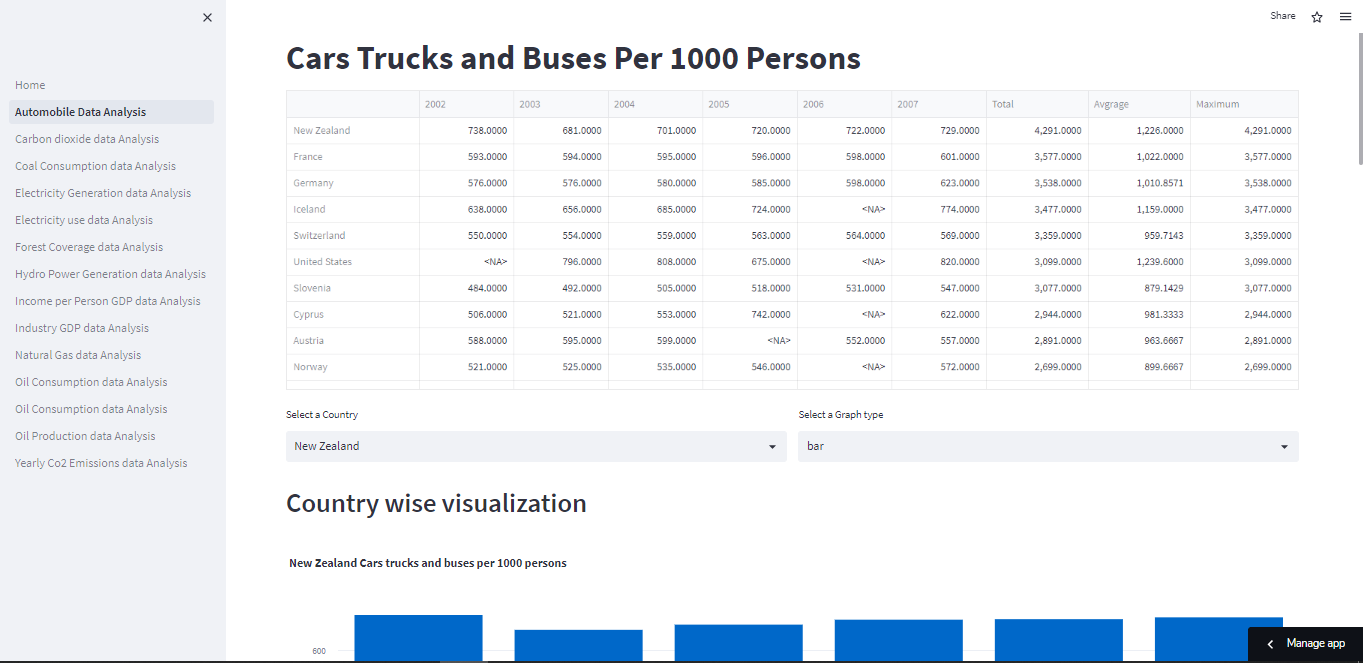 Share
Home
Automobile Data Analysis
Carbon dioxide data Analysis
Coal Consumption data Analysis
Electricity Generation data Analysis
Electricity use data Analysis
Forest Coverage data Analysis
Hydro Power Generation data Analysis
Income per Person GDP data Analysis
Industry GDP data Analysis
Natural Gas data Analysis
Oil Consumption data Analysis
Oil Consumption data Analysis
Oil Production data Analysis
Yearly Co2 Emissions data Analysis
Cars Trucks and Buses Per 1000 Persons
2002 2003 2004 2005 2006 2007 Total Avgrage Maximum
New Zealand 738.0000 681.0000 701.0000 720.0000 722.0000 729.0000 4,291.0000 1,226.0000 4,291.0000
France 593.0000 594.0000 595.0000 596.0000 598.0000 601.0000 3,577.0000 1,022.0000 3,577.0000
Germany 576.0000 576.0000 580.0000 585.0000 598.0000 623.0000 3,538.0000 1,010.8571 3,538.0000
Iceland 638.0000 656.0000 685.0000 724.0000 <NA> 774.0000 3,477.0000 1,159.0000 3,477.0000
Switzerland 550.0000 554.0000 559.0000 563.0000 564.0000 569.0000 3,359.0000 959.7143 3,359.0000
United States <NA> 796.0000 808.0000 675.0000 <NA> 820.0000 3,099.0000 1,239.6000 3,099.0000
Slovenia 484.0000 492.0000 505.0000 518.0000 531.0000 547.0000 3,077.0000 879.1429 3,077.0000
Cyprus 506.0000 521.0000 553.0000 742.0000 <NA> 622.0000 2,944.0000 981.3333 2,944.0000
Austria 588.0000 595.0000 599.0000 <NA> 552.0000 557.0000 2,891.0000 963.6667 2,891.0000
Norway 521.0000 525.0000 535.0000 546.0000 <NA> 572.0000 2,699.0000 899.6667 2,699.0000
Select a Country Select a Graph type
New Zealand bar
Country wise visualization
New Zealand Cars trucks and buses per 1000 persons
600
Manage app